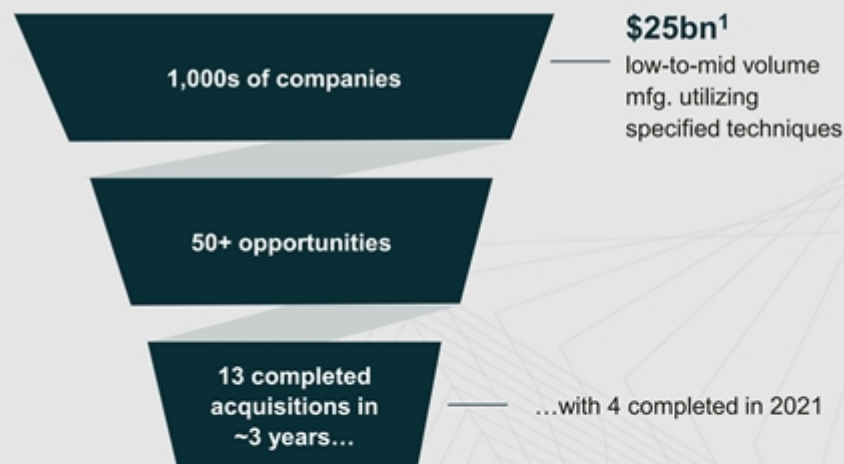 1,000s of companies
$25bn¹
low-to-mid volume
mfg. utilizing
specified techniques
50+ opportunities
13 completed
acquisitions in
~3 years…
…with 4 completed in 2021